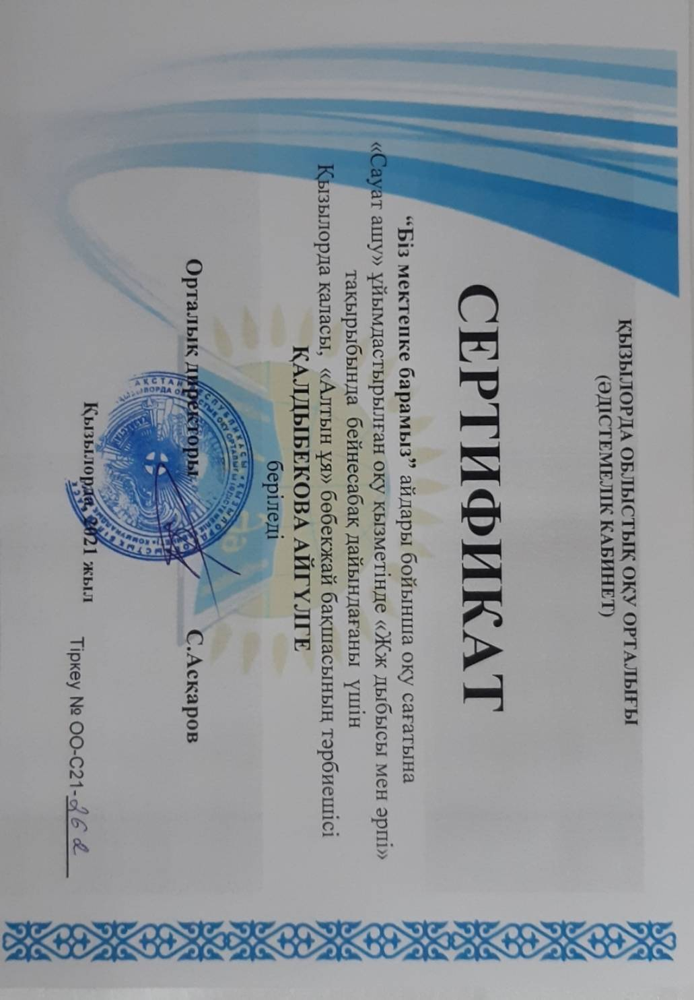 ҚЫЗЫЛОРДА ОБЛЫСТЫҚ ОҚУ ОРТАЛЫҒЫ
(ӘДІСТЕМЕЛІК КАБИНЕТ)
СЕРТИФИКАТ
“Біз мектепке барамыз” айдары бойынша оқу сағатына
«Сауат ашу» ұйымдастырылған оқу қызметінде «Жж дыбысы мен әрпі»
тақырыбында бейнесабақ дайындағаны үшін
Қызылорда қаласы, «Алтын ұя» бөбекжай бақшасының тәрбиешісі
ҚАЛДЫБЕКОВА АЙГҮЛГЕ
беріледі
Орталық директоры С.Асқаров
Қызылорда, 2021 жыл
Тіркеу № ОО-С21-262